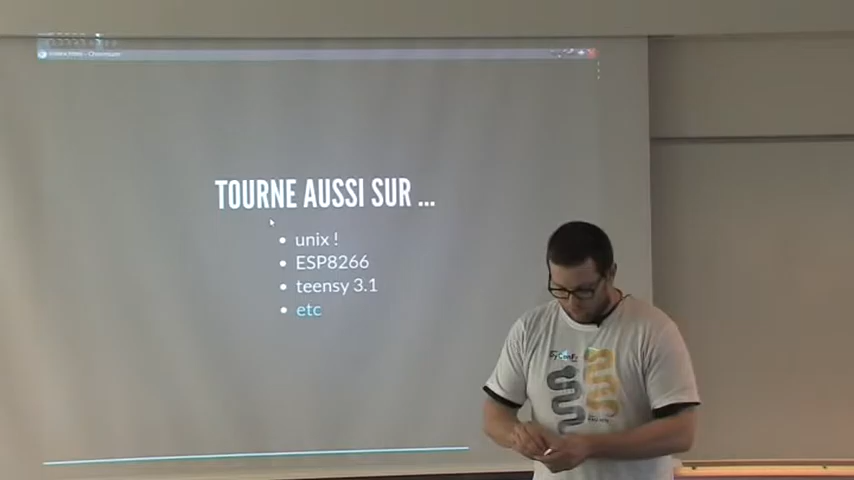 TOURNE AUSSI SUR ...
unix !
ESP8266
teensy 3.1
etc